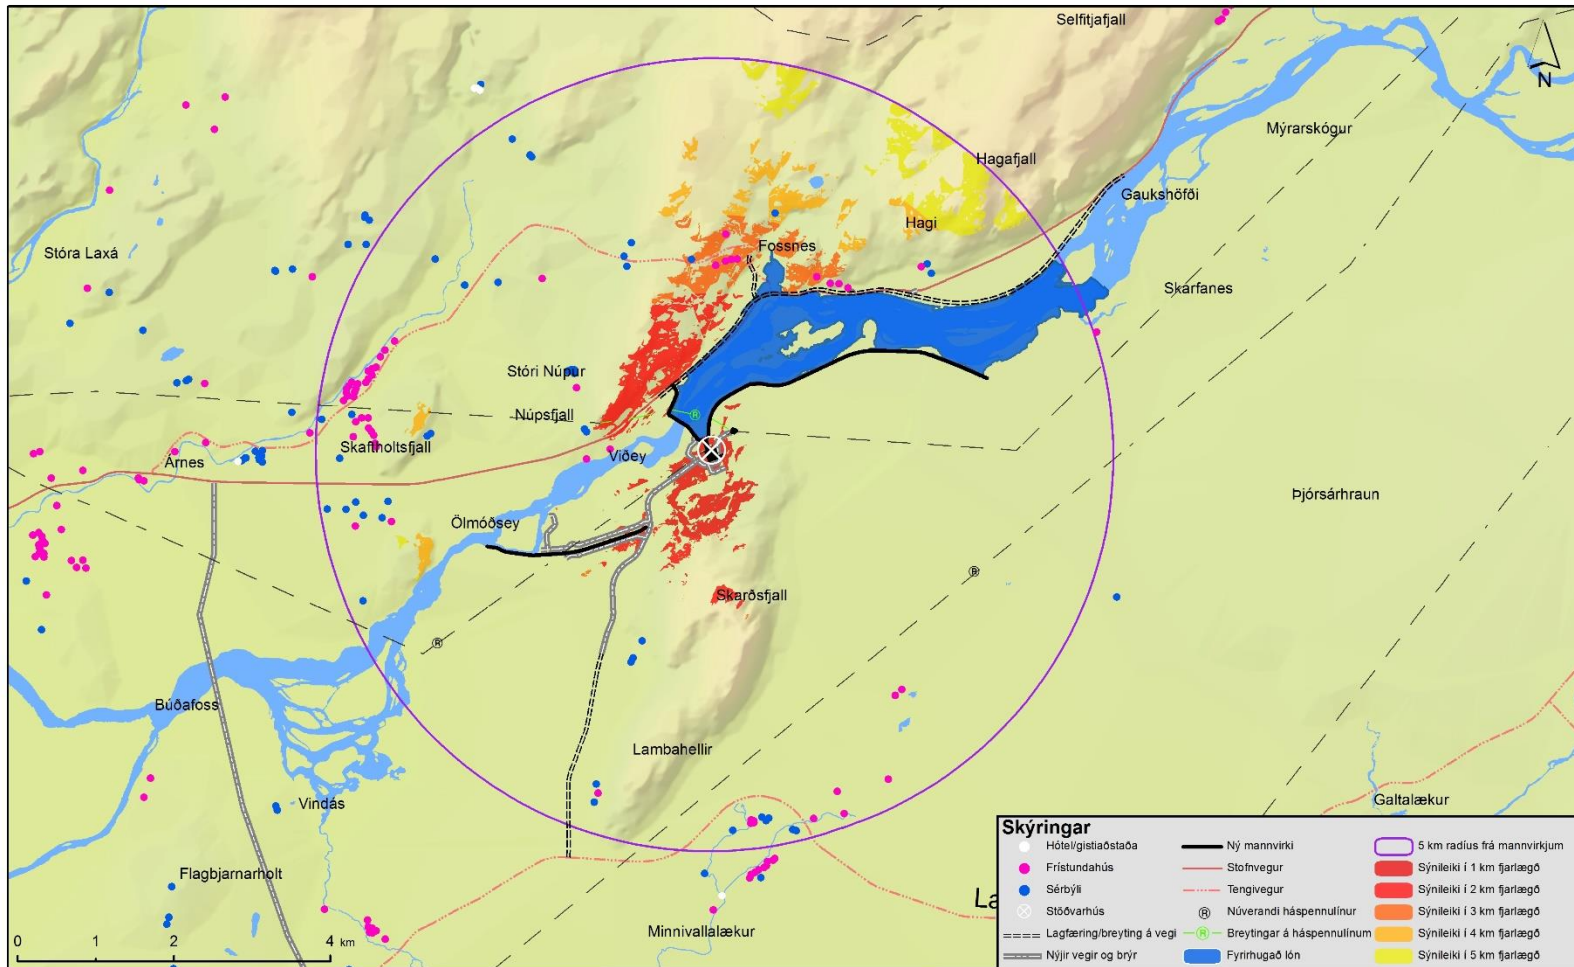 Selfitjafjall
N
Mýrarskógur
Hagafjall
Gaukshöfði
Hagi
Fossnes
Stóra Laxá
Skarfanes
Stóri Núpur
Núpsfjall
Skaftholtsfjall
Árnes
Viðey
Þjórsárhraun
Ölmóðsey
Skarðsfjall
Búðafoss
Lambahellir
Vindás
Galtalækur
Flagbjarnarholt
Minnivallalækur
La
0 1 2 4 km
Skýringar
Hótel/gistiaðstaða
Frístundahús
Sérbýli
Stöðvarhús
Lagfæring/breyting á vegi
Nýjir vegir og brýr
Ný mannvirki
Stofnvegur
Tengivegur
R Núverandi háspennulínur
R Breytingar á háspennulínum
Fyrirhugað lón
5 km radíus frá mannvirkjum
Sýnileiki í 1 km fjarlægð
Sýnileiki í 2 km fjarlægð
Sýnileiki í 3 km fjarlægð
Sýnileiki í 4 km fjarlægð
Sýnileiki í 5 km fjarlægð
R
R
R